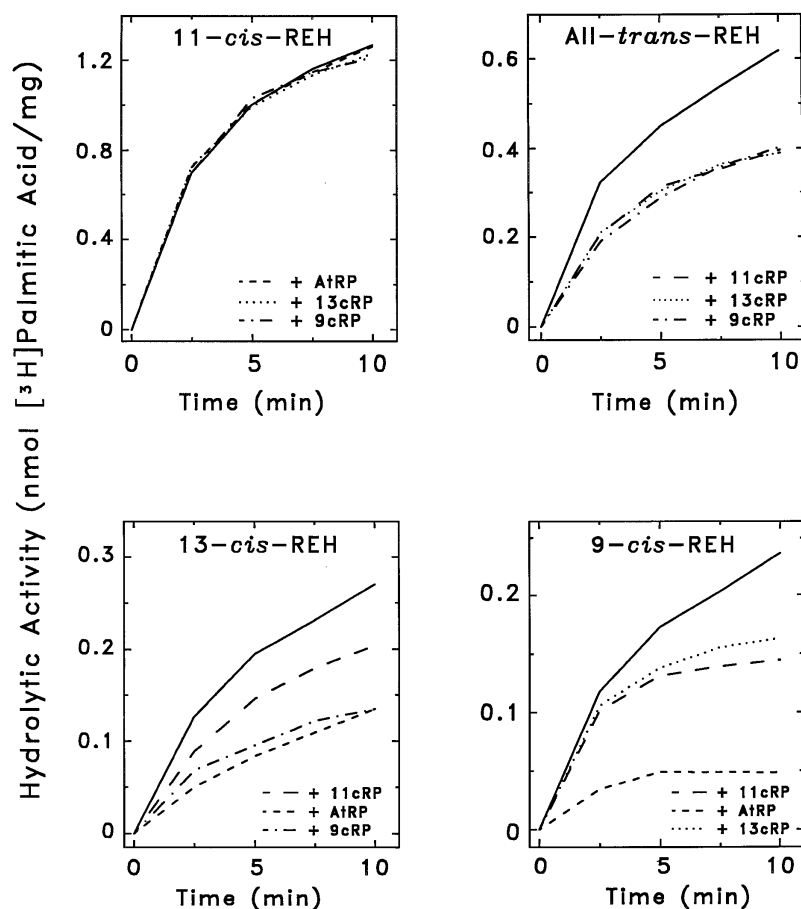 Hydrolytic Activity (nmol [³H]Palmitic Acid/mg)
11-cis-REH
1.2
0.8
0.4
0
+ AtRP
+ 13cRP
+ 9cRP
0 5 10
Time (min)
All-trans-REH
0.6
0.4
0.2
0
+ 11cRP
+ 13cRP
+ 9cRP
0 5 10
Time (min)
13-cis-REH
0.3
0.2
0.1
0
+ 11cRP
+ AtRP
+ 9cRP
0 5 10
Time (min)
9-cis-REH
0.2
0.1
0
+ 11cRP
+ AtRP
+ 13cRP
0 5 10
Time (min)